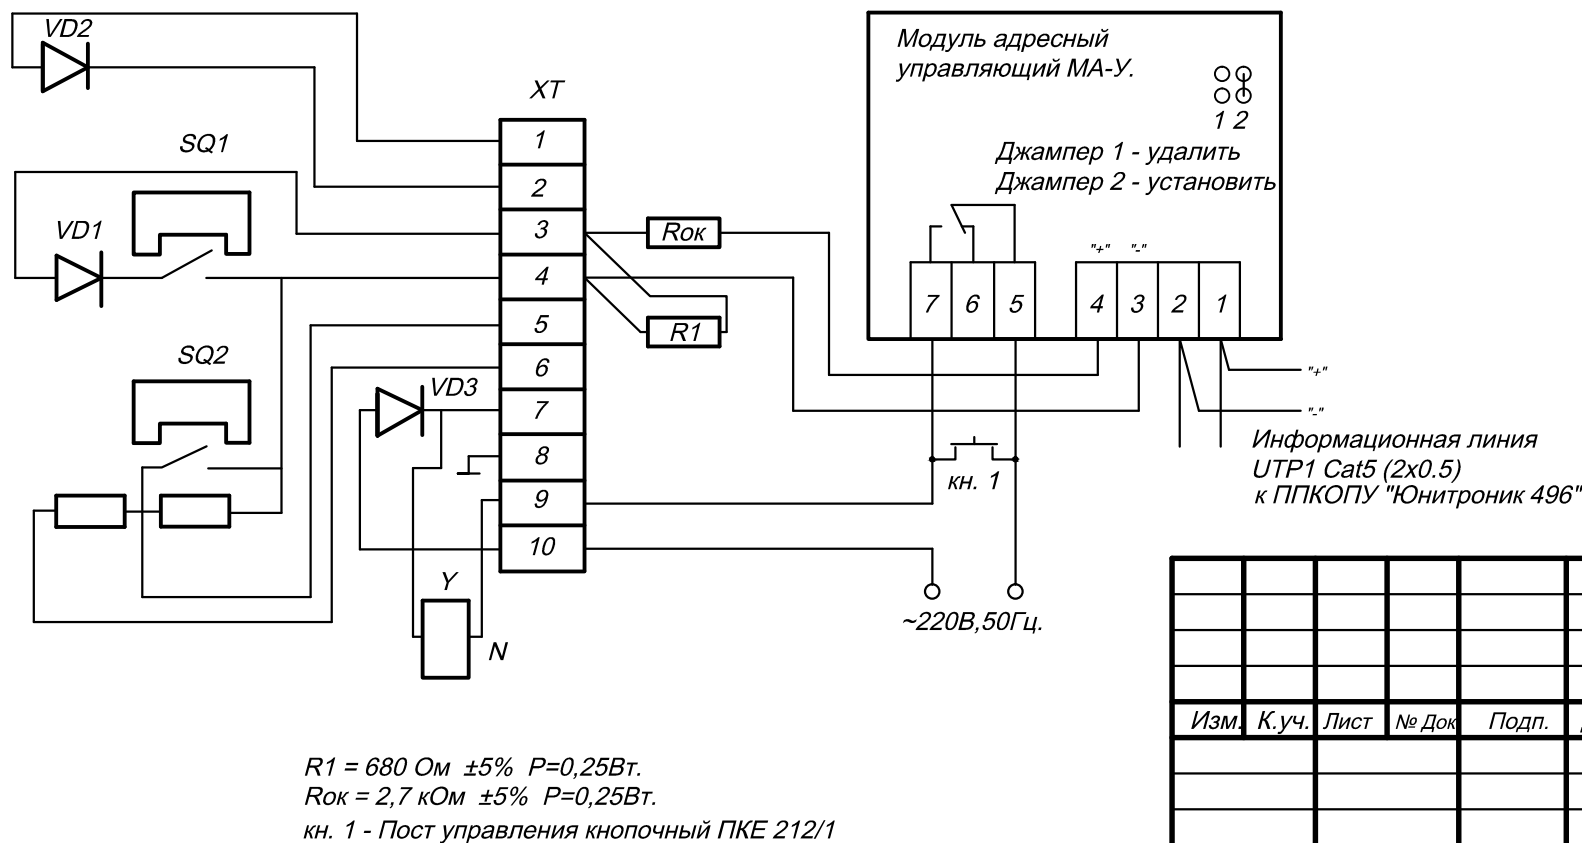 VD2
SQ1
VD1
SQ2
VD3
XT
1
2
3
4
5
6
7
8
9
10
Y
N
Rок
R1
Модуль адресный
управляющий МА-У.
1 2
Джампер 1 - удалить
Джампер 2 - установить
"+" "-"
7 6 5 4 3 2 1
"+"
"-"
кн. 1
Информационная линия
UTP1 Cat5 (2x0.5)
к ППКОПУ "Юнитроник 496"
~220В,50Гц.
Изм. К.уч. Лист № Док Подп.
R1 = 680 Ом ±5% P=0,25Вт.
Rок = 2,7 кОм ±5% P=0,25Вт.
кн. 1 - Пост управления кнопочный ПКЕ 212/1